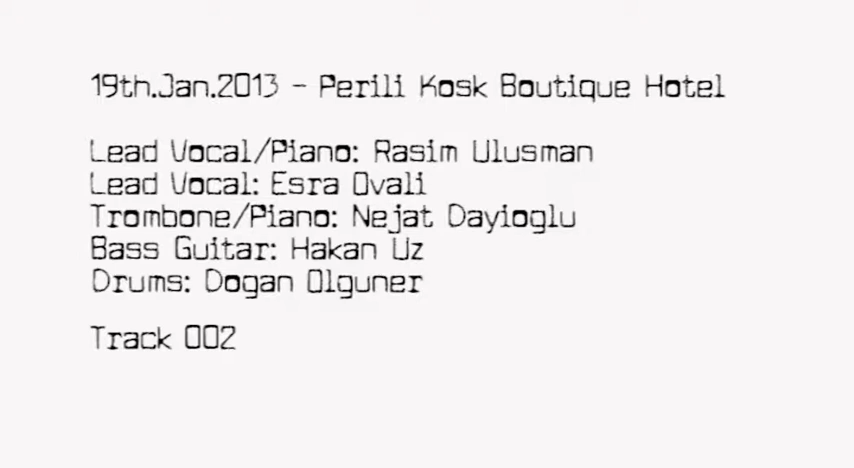 19th.Jan.2013 - Perili Kosk Boutique Hotel
Lead Vocal/Piano: Rasim Ulusman
Lead Vocal: Esra Ovali
Trombone/Piano: Nejat Dayioglu
Bass Guitar: Hakan Uz
Drums: Dogan Olguner
Track 002